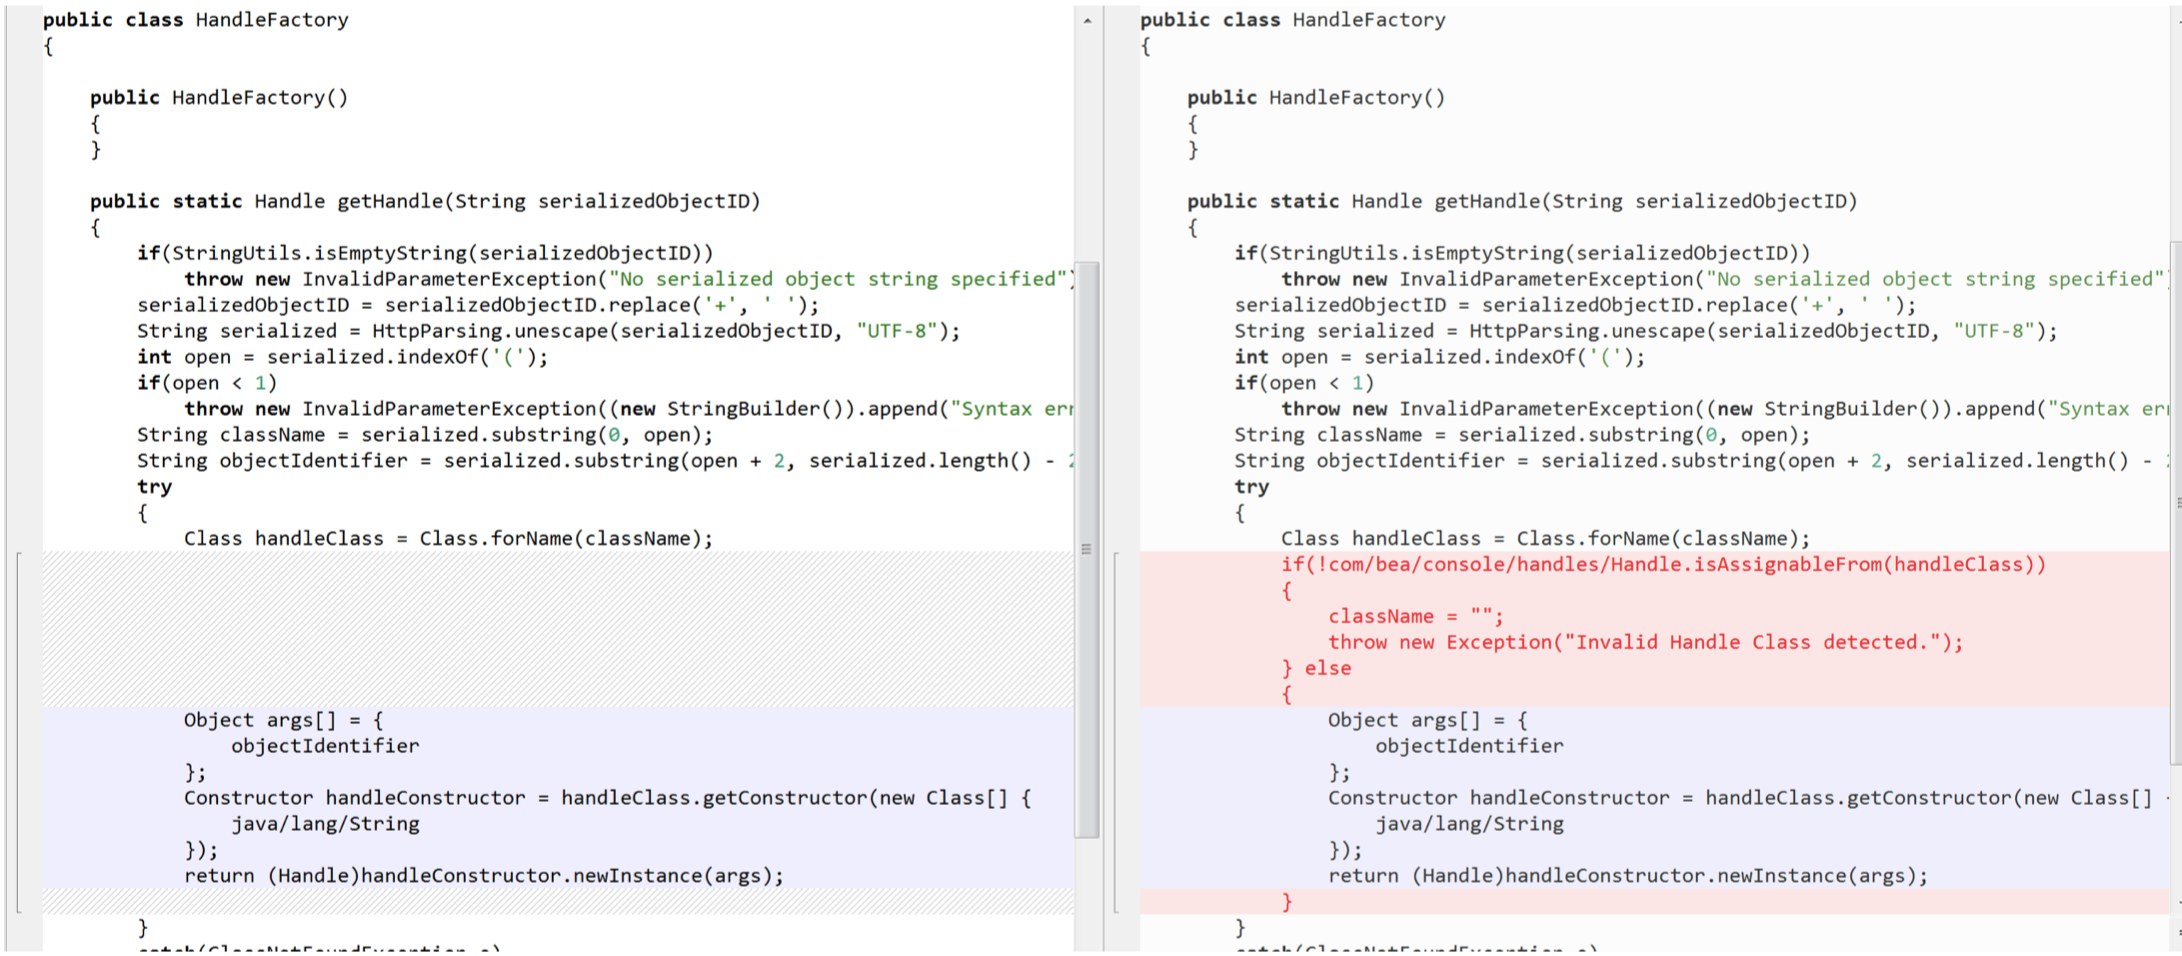 public class HandleFactory
{
public HandleFactory()
{
}
public static Handle getHandle(String serializedObjectID)
{
if(StringUtils.isEmptyString(serializedObjectID))
throw new InvalidParameterException("No serialized object string specified")
serializedObjectID = serializedObjectID.replace('+', ' ');
String serialized = HttpParsing.unescape(serializedObjectID, "UTF-8");
int open = serialized.indexOf('(');
if(open < 1)
throw new InvalidParameterException((new StringBuilder()).append("Syntax err
String className = serialized.substring(0, open);
String objectIdentifier = serialized.substring(open + 2, serialized.length() - 2
try
{
Class handleClass = Class.forName(className);
Object args[] = {
objectIdentifier
};
Constructor handleConstructor = handleClass.getConstructor(new Class[] {
java/lang/String
});
return (Handle)handleConstructor.newInstance(args);
}
catch(ClassNotFoundException e)
public class HandleFactory
{
public HandleFactory()
{
}
public static Handle getHandle(String serializedObjectID)
{
if(StringUtils.isEmptyString(serializedObjectID))
throw new InvalidParameterException("No serialized object string specified"
serializedObjectID = serializedObjectID.replace('+', ' ');
String serialized = HttpParsing.unescape(serializedObjectID, "UTF-8");
int open = serialized.indexOf('(');
if(open < 1)
throw new InvalidParameterException((new StringBuilder()).append("Syntax er
String className = serialized.substring(0, open);
String objectIdentifier = serialized.substring(open + 2, serialized.length() -
try
{
Class handleClass = Class.forName(className);
if(!com/bea/console/handles/Handle.isAssignableFrom(handleClass))
{
className = "";
throw new Exception("Invalid Handle Class detected.");
} else
{
Object args[] = {
objectIdentifier
};
Constructor handleConstructor = handleClass.getConstructor(new Class[]
java/lang/String
});
return (Handle)handleConstructor.newInstance(args);
}
}
catch(ClassNotFoundException e)